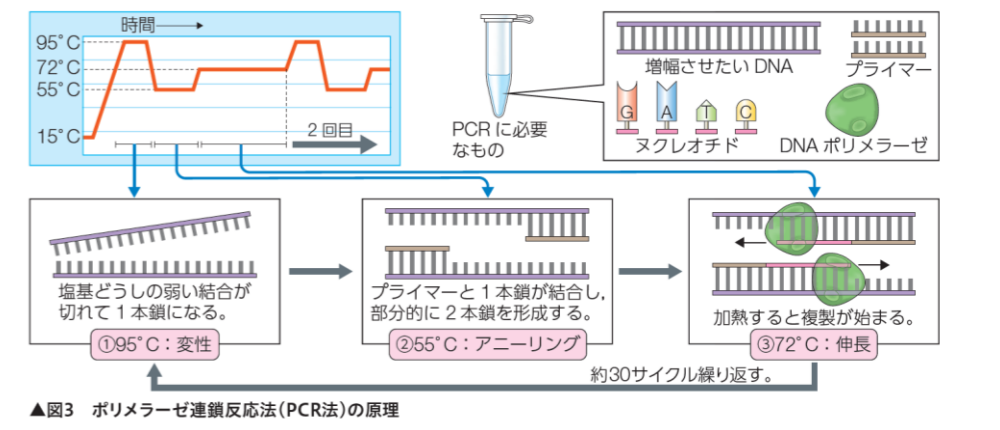 時間
95°C
72°C
55°C
15°C
2回目
PCRに必要
なもの
増幅させたいDNA
プライマー
G
A
T
C
ヌクレオチド
DNAポリメラーゼ
塩基どうしの弱い結合が
切れて1本鎖になる。
①95°C：変性
プライマーと1本鎖が結合し，
部分的に2本鎖を形成する。
②55°C：アニーリング
加熱すると複製が始まる。
③72°C：伸長
約30サイクル繰り返す。
▲図3　ポリメラーゼ連鎖反応法（PCR法）の原理